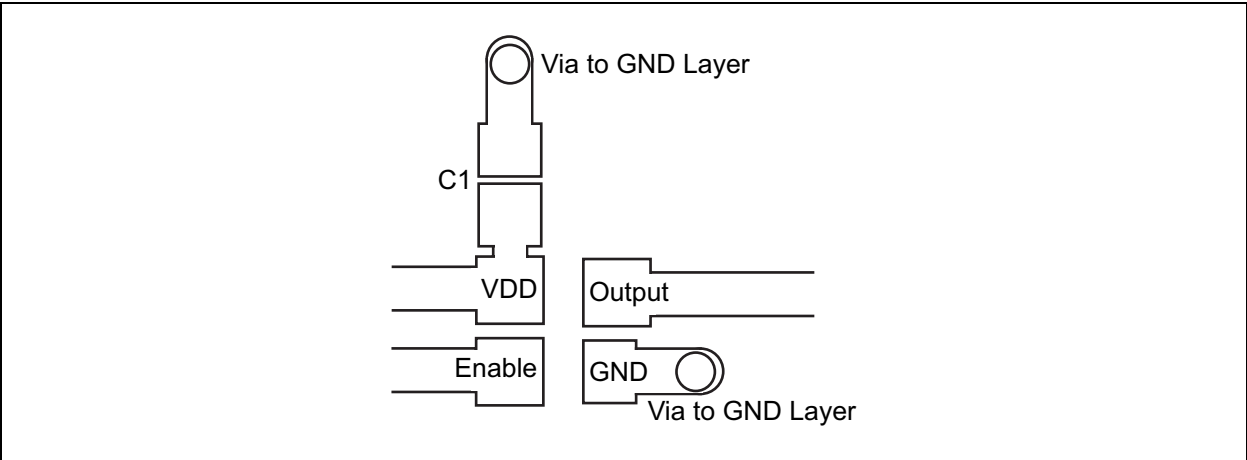 Via to GND Layer
C1
VDD
Output
Enable
GND
Via to GND Layer